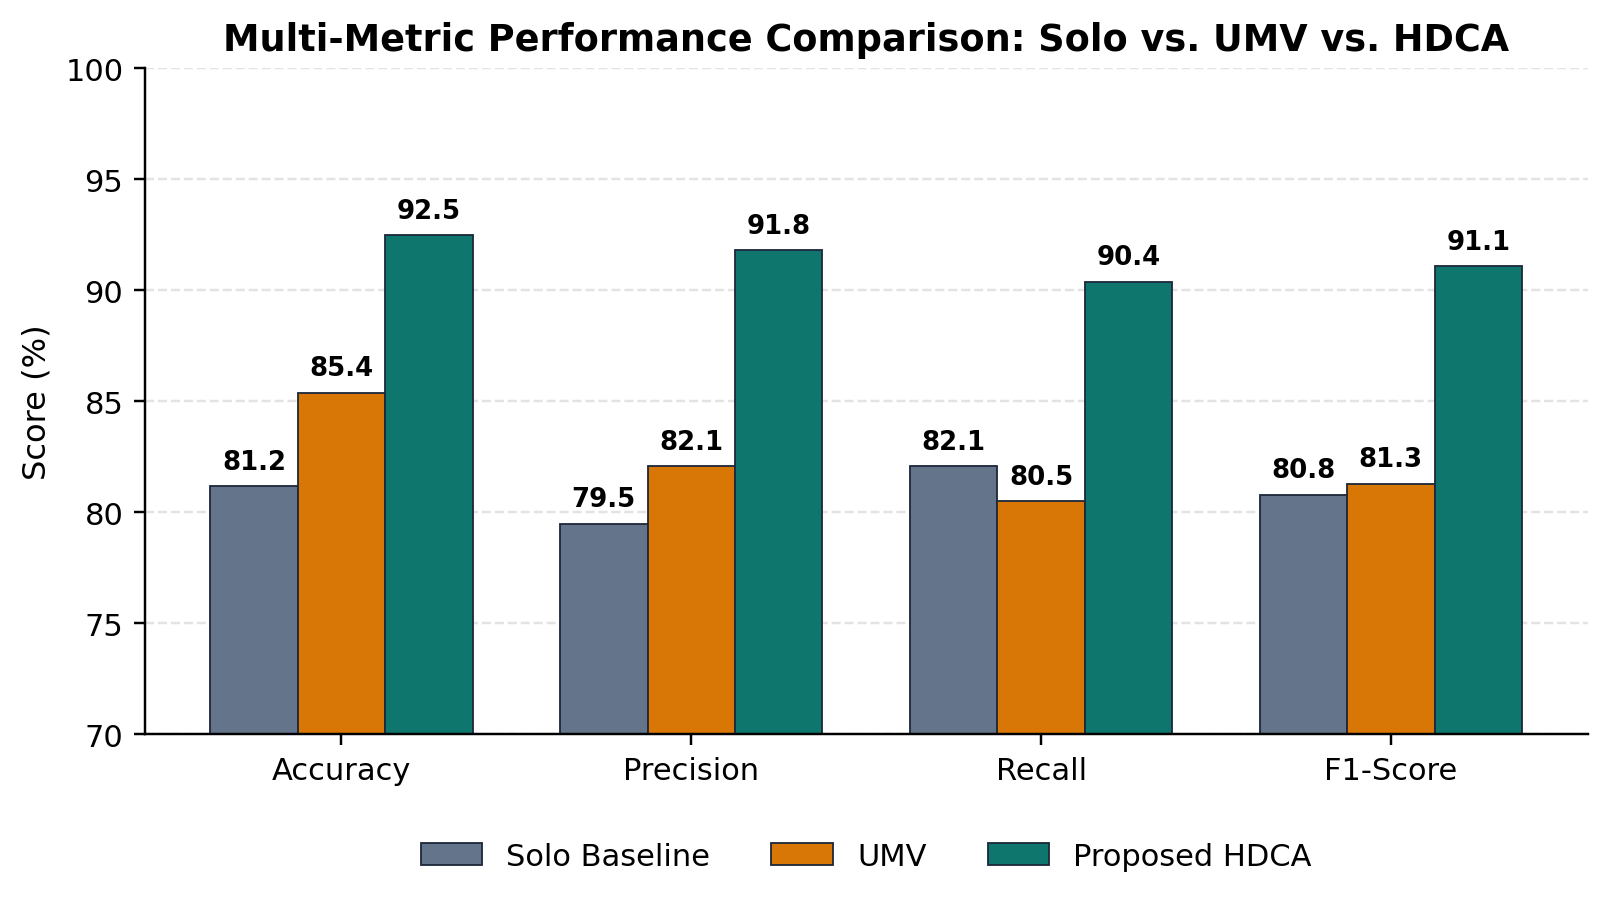 Multi-Metric Performance Comparison: Solo vs. UMV vs. HDCA
100
95
90
85
80
75
70
Score (%)
81.2
85.4
92.5
79.5
82.1
91.8
82.1
80.5
90.4
80.8
81.3
91.1
Accuracy
Precision
Recall
F1-Score
Solo Baseline
UMV
Proposed HDCA